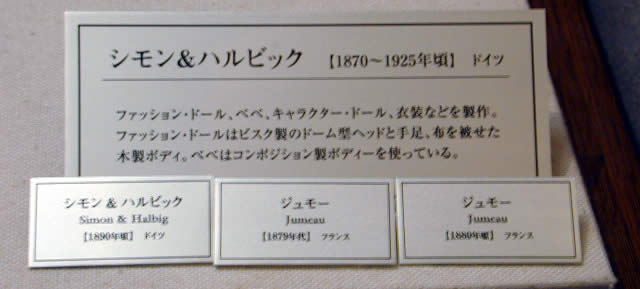 シモン&ハルビック 【1870~1925年頃】 ドイツ
ファッション・ドール、ベベ、キャラクター・ドール、衣装などを製作。
ファッション・ドールはビスク製のドーム型ヘッドと手足、布を被せた
木製ボディ。ベベはコンポジション製ボディーを使っている。
シモン & ハルビック
Simon & Halbig
【1890年頃】 ドイツ
ジュモー
Jumeau
【1879年代】 フランス
ジュモー
Jumeau
【1880年頃】 フランス